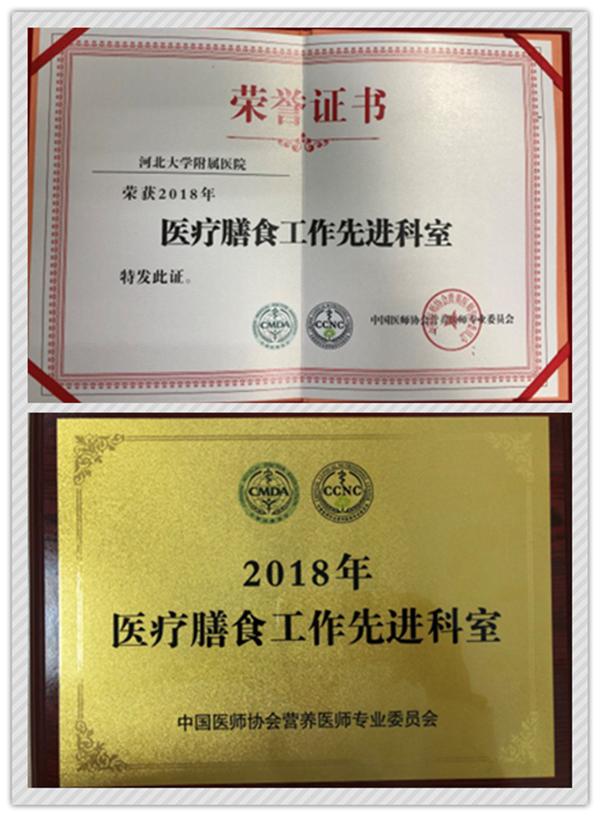 荣誉证书
河北大学附属医院
荣获2018年
医疗膳食工作先进科室
特发此证。
CMDA
CCNC
中国医师协会营养医师专业委员会
CMDA
CCNC
2018年
医疗膳食工作先进科室
中国医师协会营养医师专业委员会